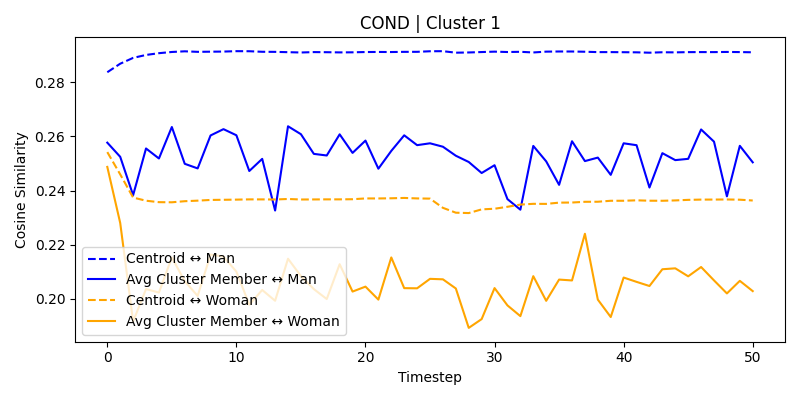 COND | Cluster 1
Cosine Similarity
0.28
0.26
0.24
0.22
0.20
Centroid ↔ Man
Avg Cluster Member ↔ Man
Centroid ↔ Woman
Avg Cluster Member ↔ Woman
0 10 20 30 40 50
Timestep